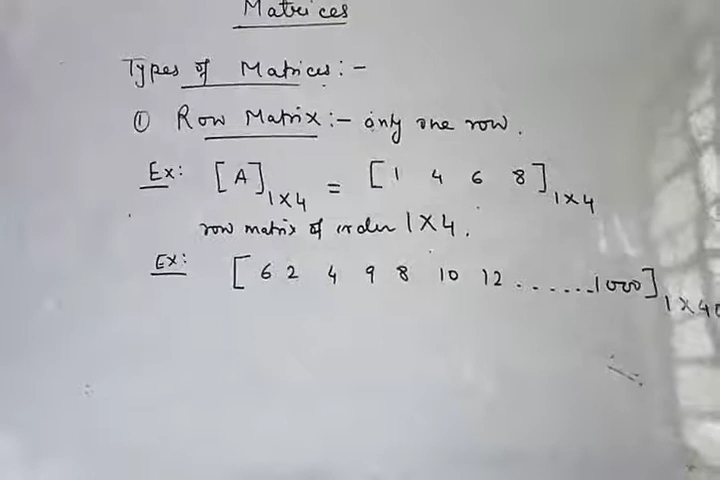 Matrices
Types of Matrices:-
① Row Matrix:- only one row.
Ex: [A]1X4 = [1 4 6 8]1X4
row matrix of order 1X4.
Ex: [6 2 4 9 8 10 12 . . . . . . 1000]